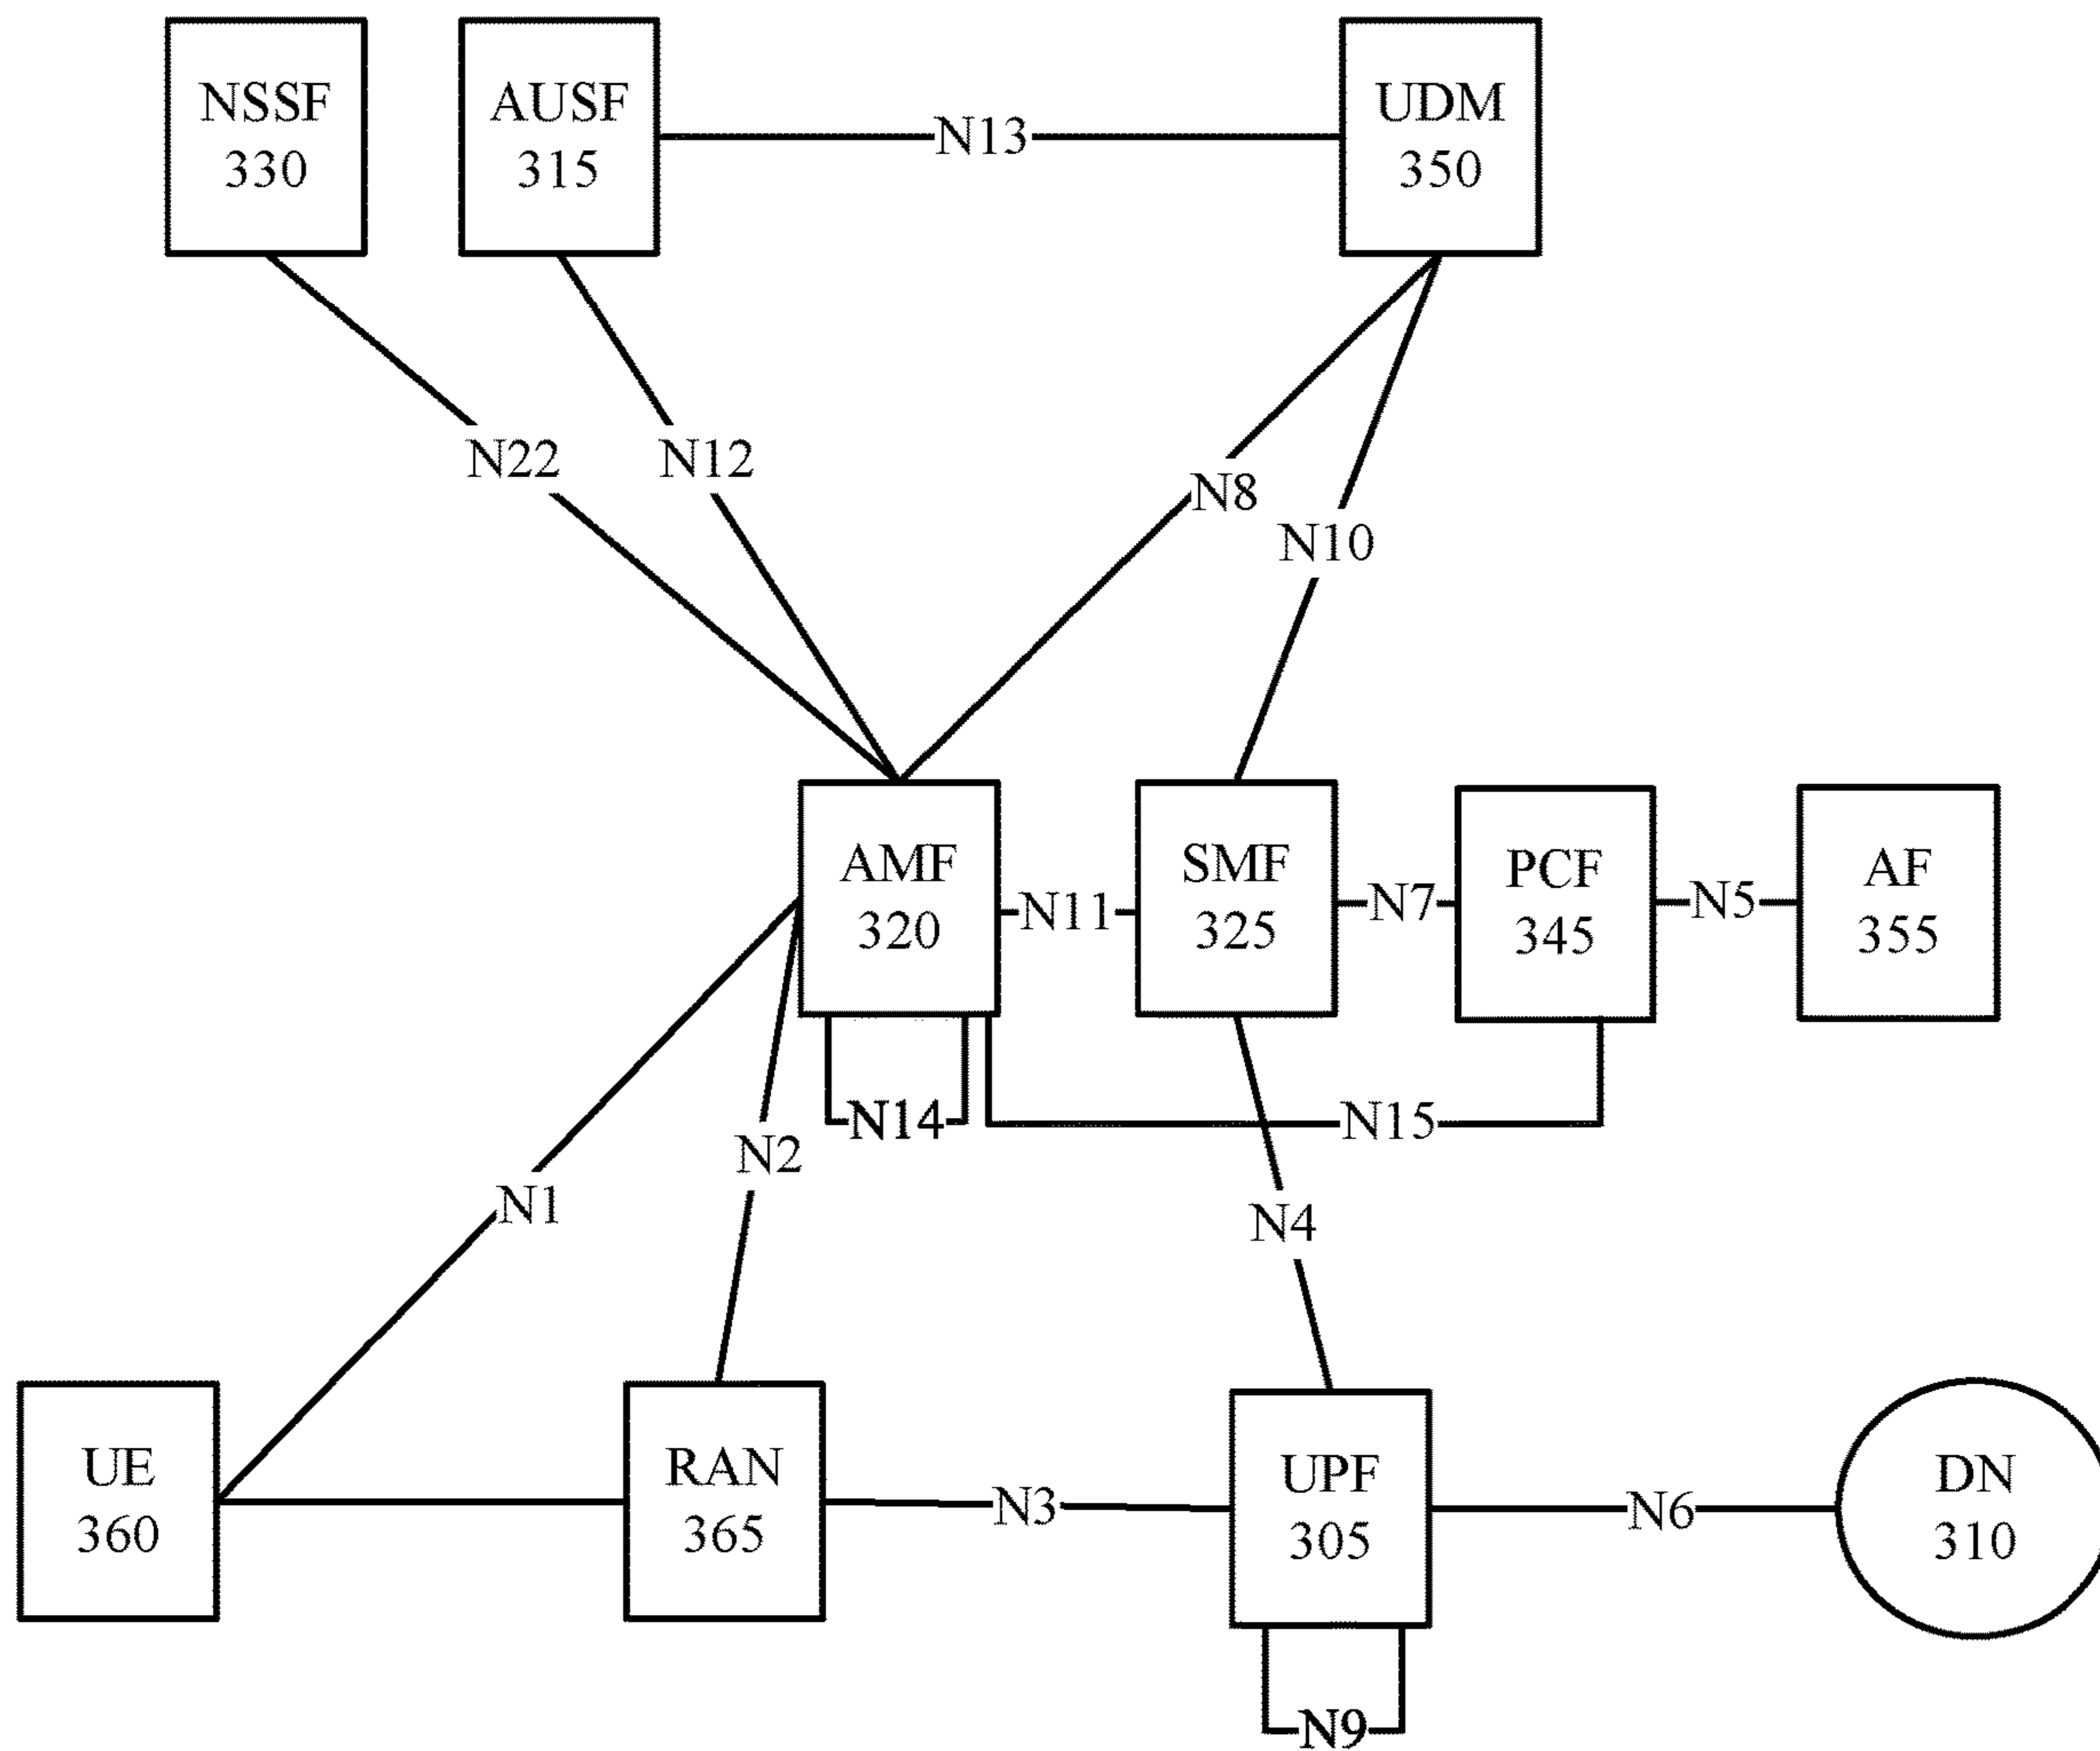 NSSF
330
AUSF
315
N13
UDM
350
N22
N12
N8
N10
AMF
320
N11
SMF
325
N7
PCF
345
N5
AF
355
N14
N15
N2
N1
N4
UE
360
RAN
365
N3
UPF
305
N6
DN
310
N9